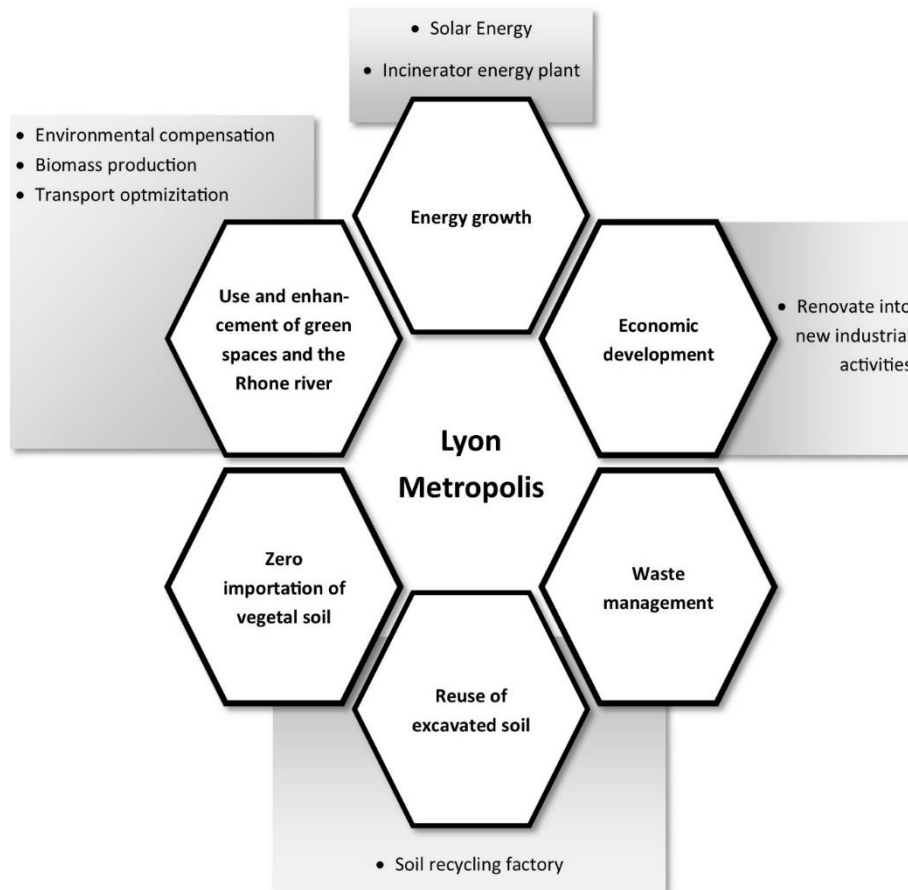 • Solar Energy
• Incinerator energy plant
• Environmental compensation
• Biomass production
• Transport optmizitation
Energy growth
Use and enhan-
cement of green
spaces and the
Rhone river
Economic
development
• Renovate into
new industrial
activities
Lyon
Metropolis
Zero
importation of
vegetal soil
Waste
management
Reuse of
excavated soil
• Soil recycling factory